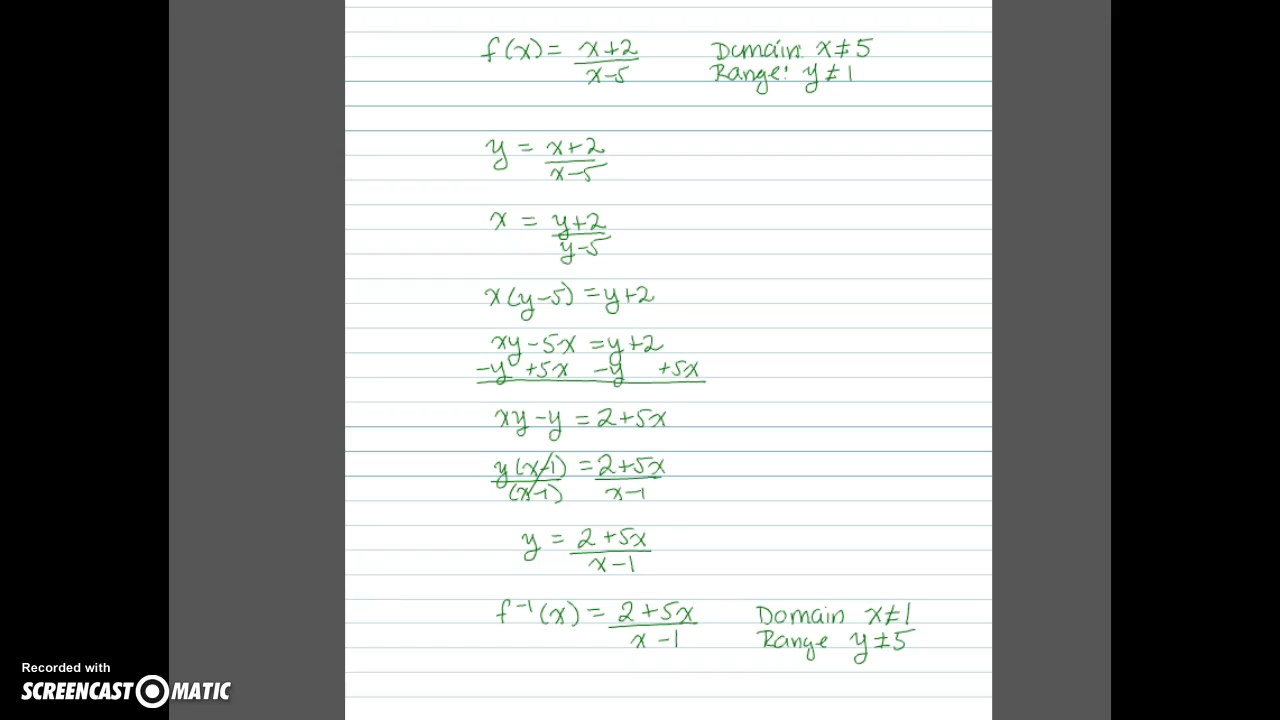 f(x) = x+2 / x-5 Domain: x≠5
Range: y≠1
y = x+2 / x-5
x = y+2 / y-5
x(y-5) = y+2
xy - 5x = y+2
-y +5x -y +5x
xy - y = 2+5x
y(x-1) / (x-1) = 2+5x / x-1
y = 2+5x / x-1
f⁻¹(x) = 2+5x / x-1 Domain x≠1
Range y≠5
Recorded with
SCREENCAST-O-MATIC